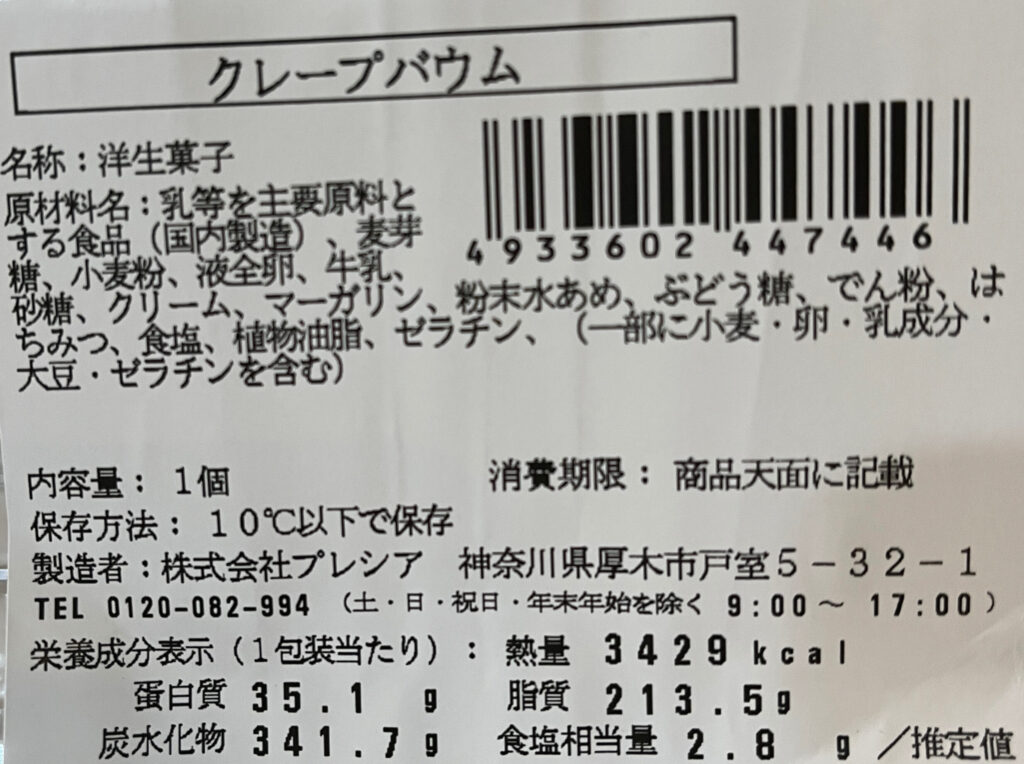 クレープバウム
名称：洋生菓子
原材料名：乳等を主要原料と
する食品（国内製造）、麦芽
糖、小麦粉、液全卵、牛乳、
砂糖、クリーム、マーガリン、粉末水あめ、ぶどう糖、でん粉、は
ちみつ、食塩、植物油脂、ゼラチン、（一部に小麦・卵・乳成分・
大豆・ゼラチンを含む）
4933602447446
内容量：１個 消費期限：商品天面に記載
保存方法：１０℃以下で保存
製造者：株式会社プレシア 神奈川県厚木市戸室５－３２－１
TEL 0120-082-994 （土・日・祝日・年末年始を除く 9:00～17:00）
栄養成分表示（１包装当たり）：熱量 3429kcal
蛋白質 35.1 g 脂質 213.5g
炭水化物 341.7g 食塩相当量 2.8 g ／推定値